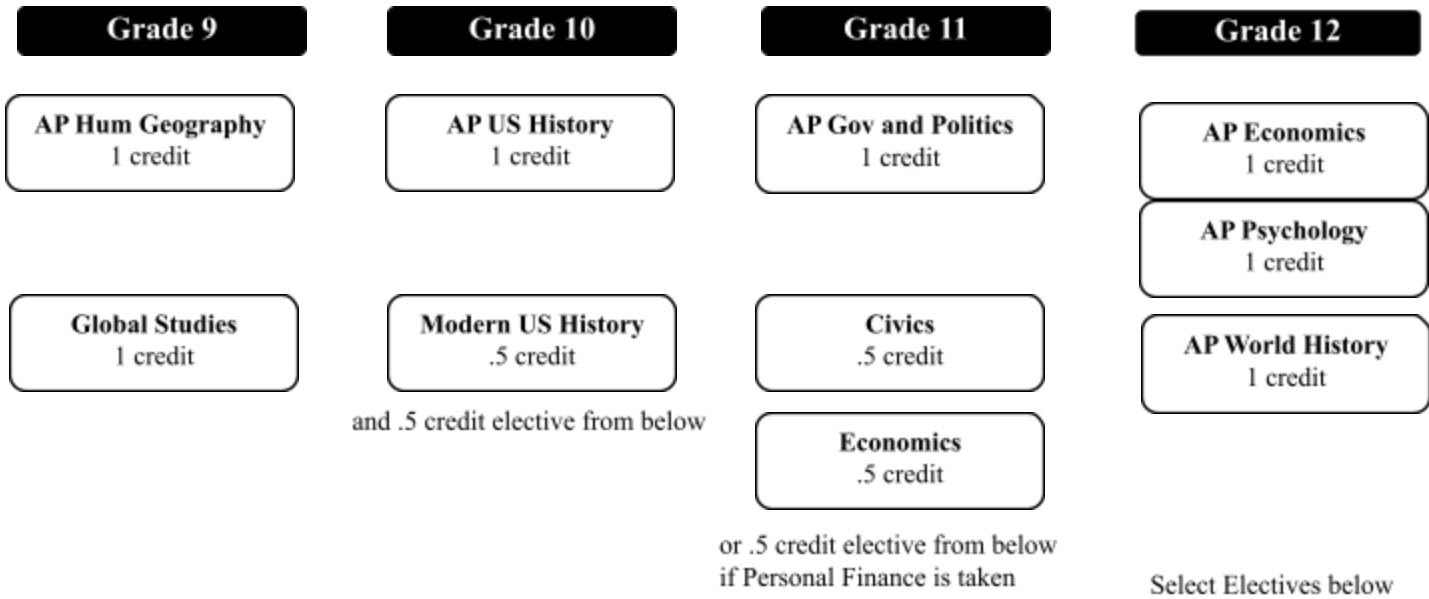 Grade 9
Grade 10
Grade 11
Grade 12
AP Hum Geography
1 credit
AP US History
1 credit
AP Gov and Politics
1 credit
AP Economics
1 credit
AP Psychology
1 credit
Global Studies
1 credit
Modern US History
.5 credit
and .5 credit elective from below
Civics
.5 credit
Economics
.5 credit
or .5 credit elective from below
if Personal Finance is taken
AP World History
1 credit
Select Electives below